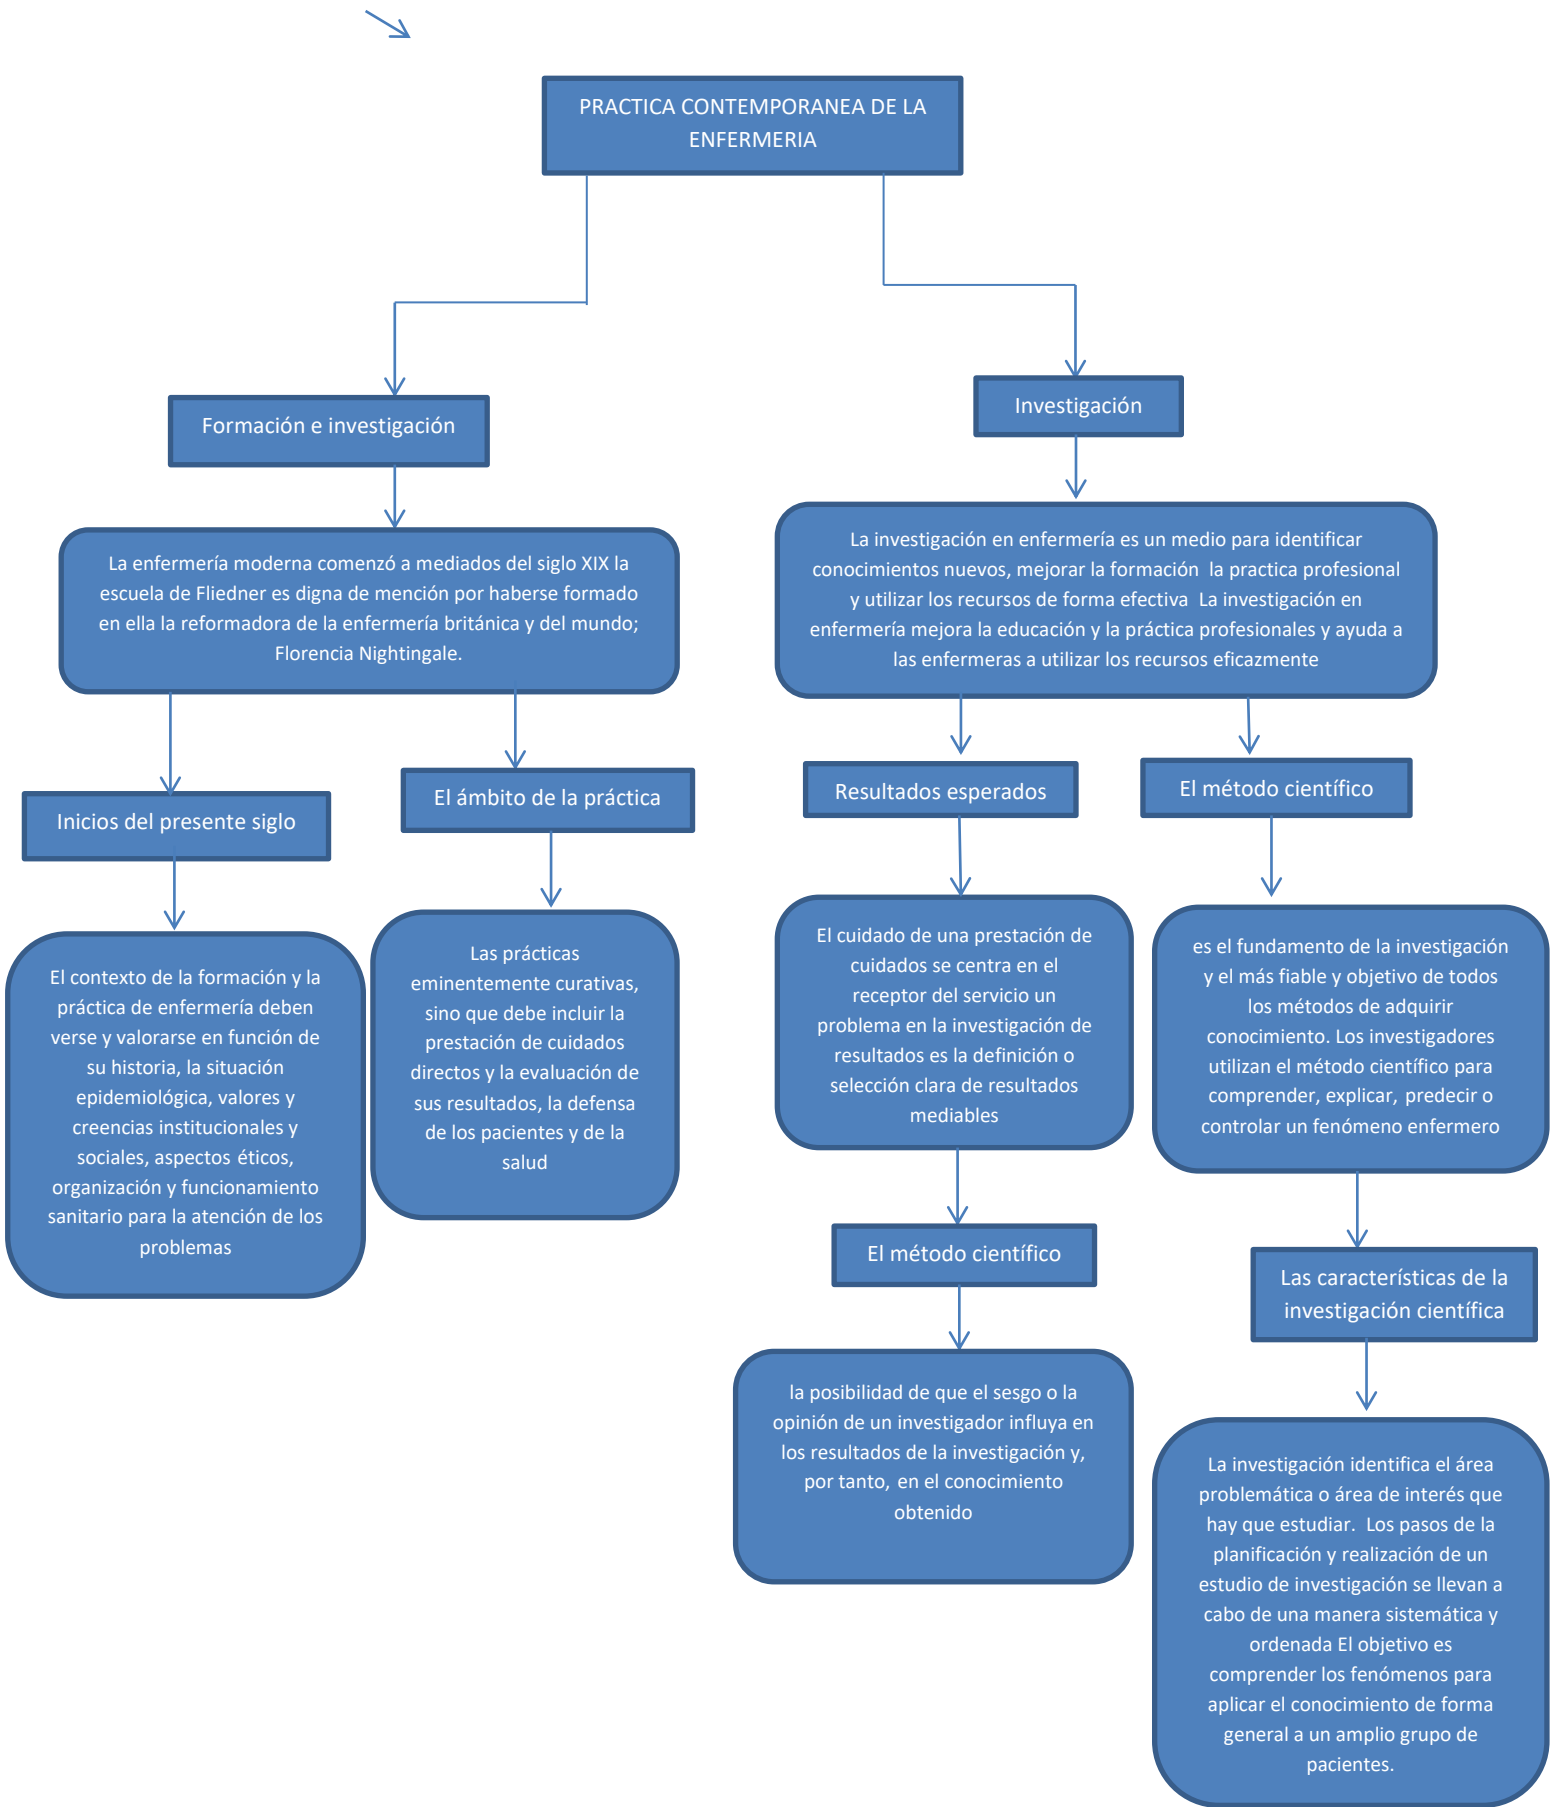 PRACTICA CONTEMPORANEA DE LA
ENFERMERIA
Formación e investigación
La enfermería moderna comenzó a mediados del siglo XIX la
escuela de Fliedner es digna de mención por haberse formado
en ella la reformadora de la enfermería británica y del mundo;
Florencia Nightingale.
Inicios del presente siglo
El contexto de la formación y la
práctica de enfermería deben
verse y valorarse en función de
su historia, la situación
epidemiológica, valores y
creencias institucionales y
sociales, aspectos éticos,
organización y funcionamiento
sanitario para la atención de los
problemas
El ámbito de la práctica
Las prácticas
eminentemente curativas,
sino que debe incluir la
prestación de cuidados
directos y la evaluación de
sus resultados, la defensa
de los pacientes y de la
salud
Investigación
La investigación en enfermería es un medio para identificar
conocimientos nuevos, mejorar la formación  la practica profesional
y utilizar los recursos de forma efectiva  La investigación en
enfermería mejora la educación y la práctica profesionales y ayuda a
las enfermeras a utilizar los recursos eficazmente
Resultados esperados
El cuidado de una prestación de
cuidados se centra en el
receptor del servicio un
problema en la investigación de
resultados es la definición o
selección clara de resultados
mediables
El método científico
la posibilidad de que el sesgo o la
opinión de un investigador influya en
los resultados de la investigación y,
por tanto, en el conocimiento
obtenido
El método científico
es el fundamento de la investigación
y el más fiable y objetivo de todos
los métodos de adquirir
conocimiento. Los investigadores
utilizan el método científico para
comprender, explicar, predecir o
controlar un fenómeno enfermero
Las características de la
investigación científica
La investigación identifica el área
problemática o área de interés que
hay que estudiar.  Los pasos de la
planificación y realización de un
estudio de investigación se llevan a
cabo de una manera sistemática y
ordenada El objetivo es
comprender los fenómenos para
aplicar el conocimiento de forma
general a un amplio grupo de
pacientes.